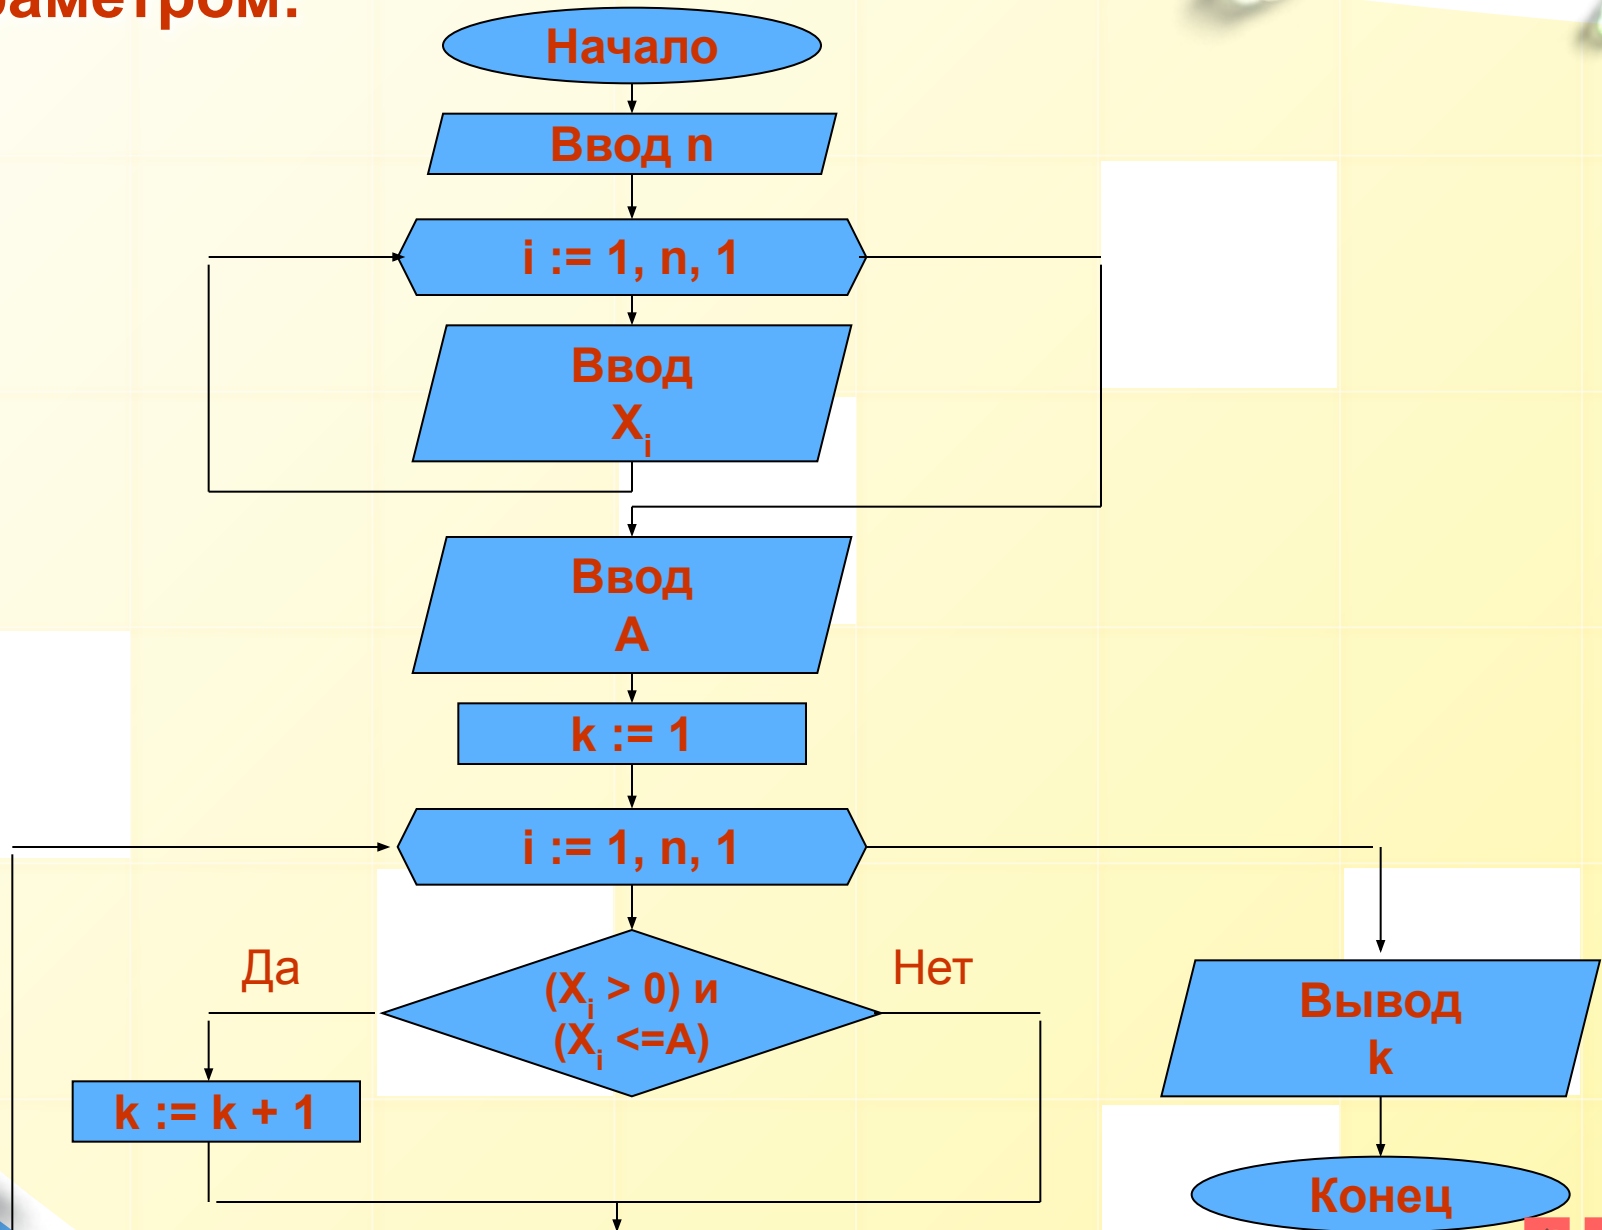 Начало
Ввод n
i := 1, n, 1
Ввод
Xi
Ввод
A
k := 1
i := 1, n, 1
Да
Нет
(Xi > 0) и
(Xi <=A)
k := k + 1
Вывод
k
Конец